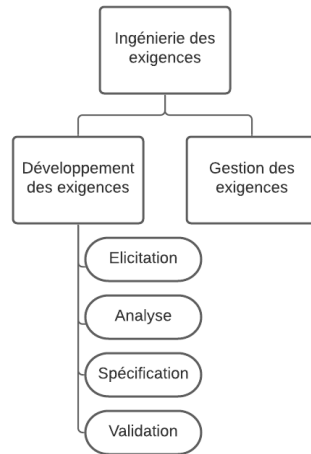 Ingénierie des
exigences
Développement
des exigences
Gestion des
exigences
Elicitation
Analyse
Spécification
Validation